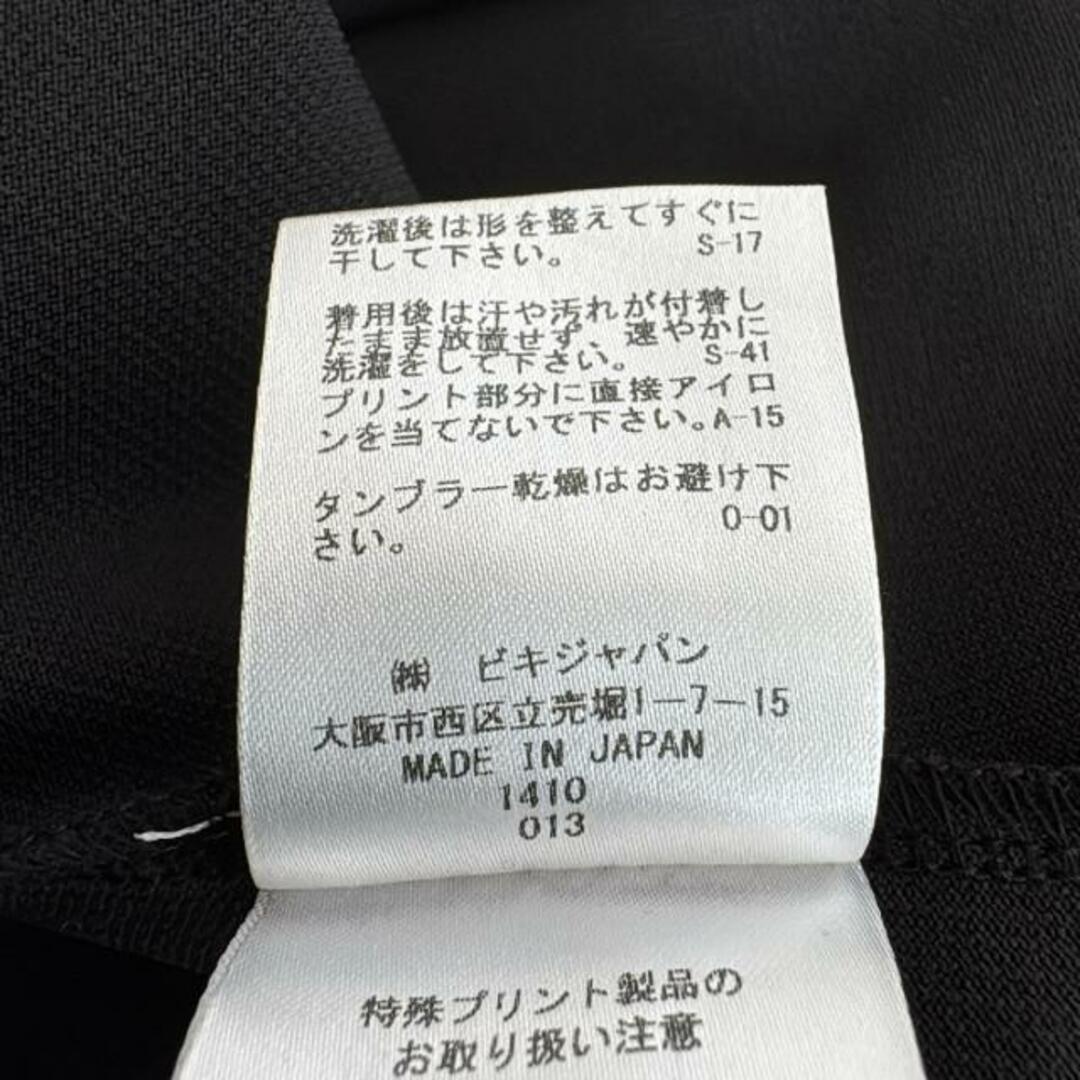 洗濯後は形を整えてすぐに
干して下さい。 S-17
着用後は汗や汚れが付着し
たまま放置せず、速やかに
洗濯をして下さい。 S-41
プリント部分に直接アイロ
ンを当てないで下さい。A-15
タンブラー乾燥はお避け下
さい。 0-01
㈱ ビキジャパン
大阪市西区立売堀1-7-15
MADE IN JAPAN
1410
013
特殊プリント製品の
お取り扱い注意